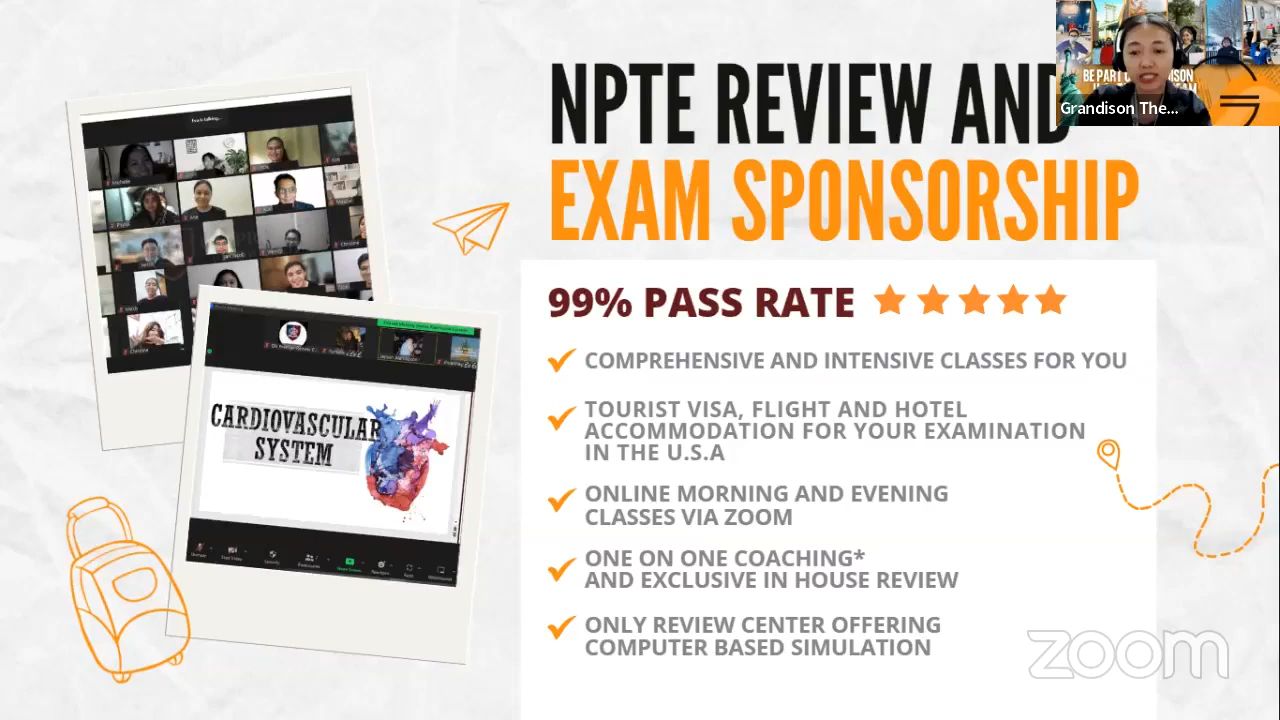 NPTE REVIEW AND
EXAM SPONSORSHIP
BE PART
Grandison The...
99% PASS RATE
COMPREHENSIVE AND INTENSIVE CLASSES FOR YOU
TOURIST VISA, FLIGHT AND HOTEL
ACCOMMODATION FOR YOUR EXAMINATION
IN THE U.S.A
ONLINE MORNING AND EVENING
CLASSES VIA ZOOM
ONE ON ONE COACHING*
AND EXCLUSIVE IN HOUSE REVIEW
ONLY REVIEW CENTER OFFERING
COMPUTER BASED SIMULATION
CARDIOVASCULAR
SYSTEM
zoom